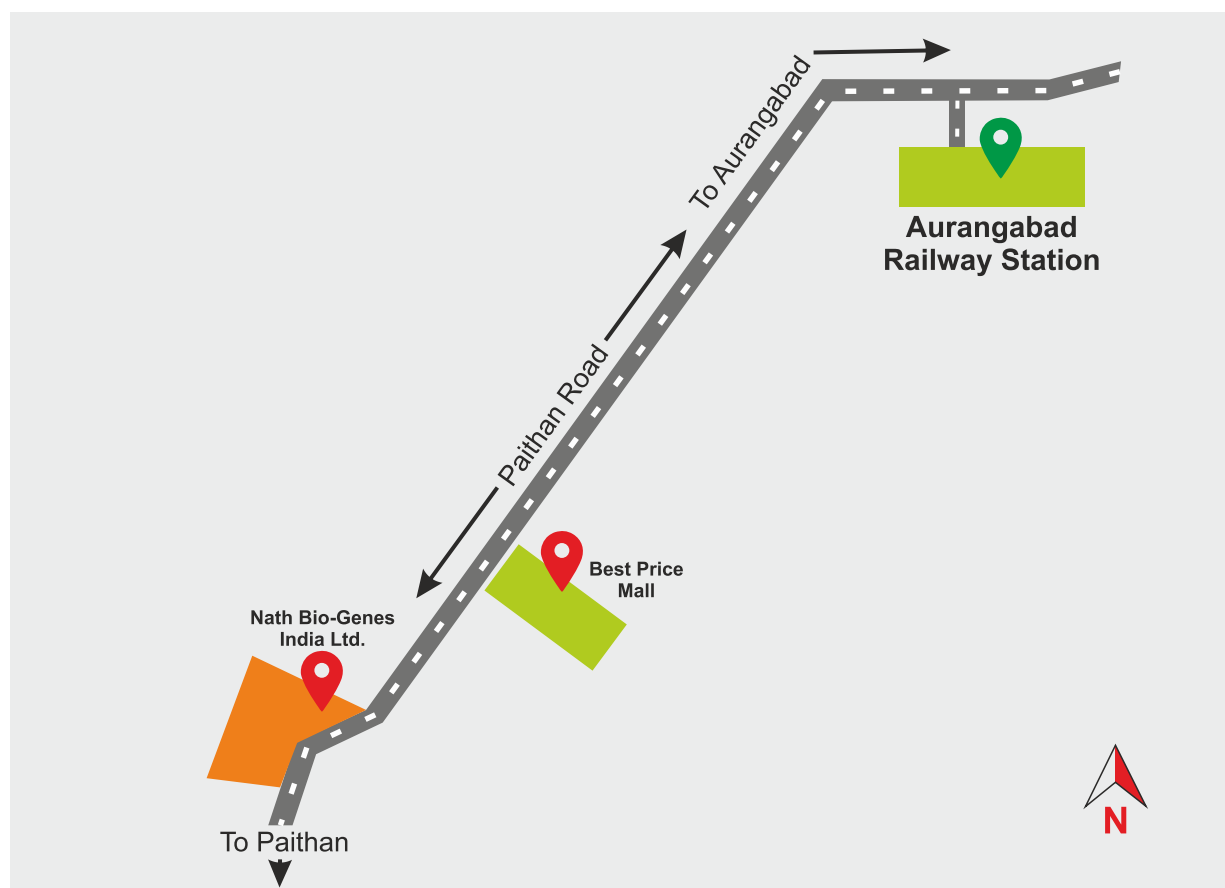 To Aurangabad
Aurangabad
Railway Station
Paithan Road
Best Price
Mall
Nath Bio-Genes
India Ltd.
To Paithan
N